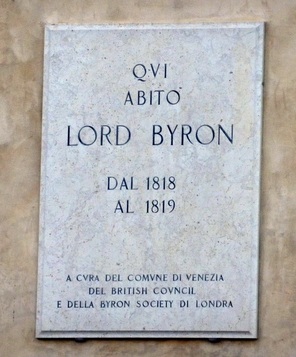 QVI
ABITÒ
LORD BYRON
DAL 1818
AL 1819
A CVRA DEL COMVNE DI VENEZIA
DEL BRITISH COVNCIL
E DELLA BYRON SOCIETY DI LONDRA